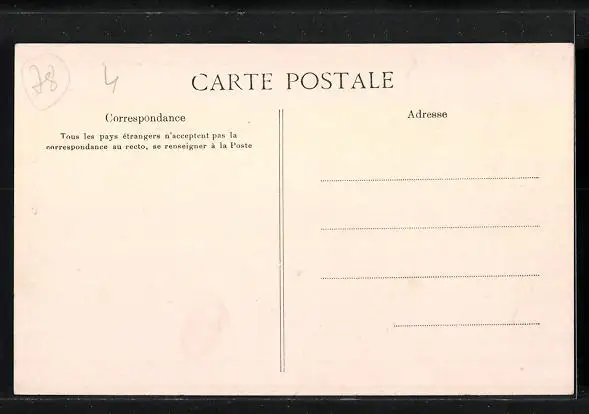 78 4
CARTE POSTALE
Correspondance
Tous les pays étrangers n'acceptent pas la
correspondance au recto, se renseigner à la Poste
Adresse